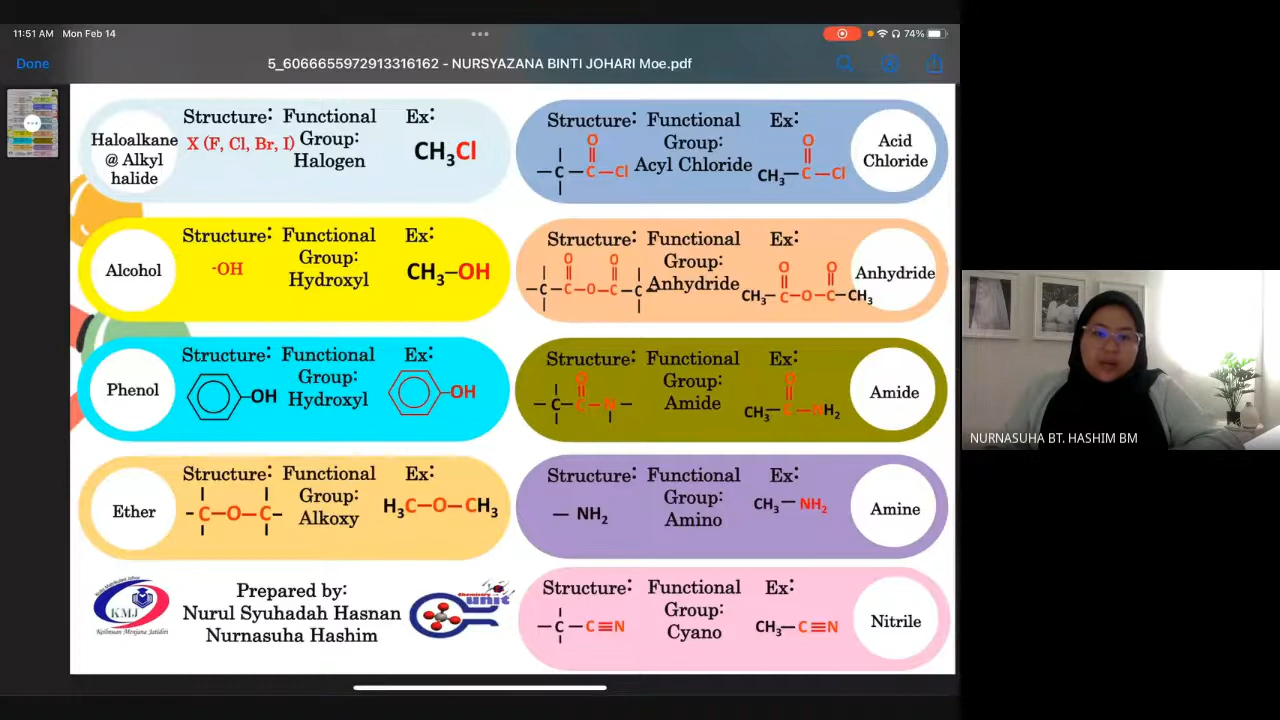 11:51 AM Mon Feb 14
74%
Done
5_6066655972913316162 - NURSYAZANA BINTI JOHARI Moe.pdf
Haloalkane
@ Alkyl
halide
Structure:
X (F, Cl, Br, I)
Functional
Group:
Halogen
Ex:
CH₃Cl
Structure:
O
–C–C–Cl
Functional
Group:
Acyl Chloride
Ex:
O
CH₃–C–Cl
Acid
Chloride
Alcohol
Structure:
-OH
Functional
Group:
Hydroxyl
Ex:
CH₃–OH
Structure:
O O
–C–C–O–C–C–
Functional
Group:
Anhydride
Ex:
O O
CH₃–C–O–C–CH₃
Anhydride
Phenol
Structure:
–OH
Functional
Group:
Hydroxyl
Ex:
–OH
Structure:
O
–C–C–N–
Functional
Group:
Amide
Ex:
O
CH₃–C–NH₂
Amide
Ether
Structure:
–C–O–C–
Functional
Group:
Alkoxy
Ex:
H₃C–O–CH₃
Structure:
– NH₂
Functional
Group:
Amino
Ex:
CH₃–NH₂
Amine
KMJ
Prepared by:
Nurul Syuhadah Hasnan
Nurnasuha Hashim
Chemistry
unit
Structure:
–C–C≡N
Functional
Group:
Cyano
Ex:
CH₃–C≡N
Nitrile
NURNASUHA BT. HASHIM BM